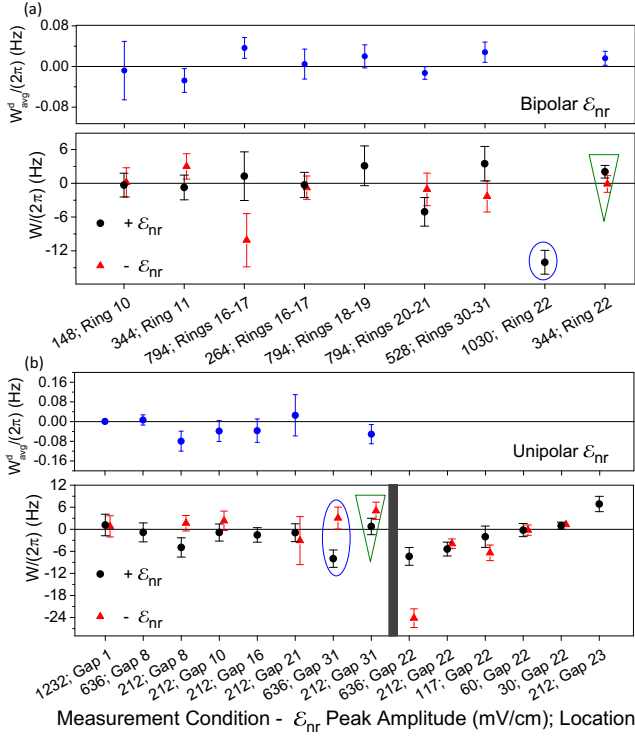 (a)
W^d_avg/(2π) (Hz)
0.08
0.00
-0.08
Bipolar ℰnr
W/(2π) (Hz)
6
0
-6
-12
+ ℰnr
- ℰnr
148; Ring 10
344; Ring 11
794; Rings 16-17
264; Rings 16-17
794; Rings 18-19
794; Rings 20-21
528; Rings 30-31
1030; Ring 22
344; Ring 22
(b)
W^d_avg/(2π) (Hz)
0.16
0.08
0.00
-0.08
-0.16
Unipolar ℰnr
W/(2π) (Hz)
12
6
0
-6
-12
-18
-24
+ ℰnr
- ℰnr
1232; Gap 1
636; Gap 8
212; Gap 8
212; Gap 10
212; Gap 16
212; Gap 21
636; Gap 31
212; Gap 31
636; Gap 22
212; Gap 22
117; Gap 22
60; Gap 22
30; Gap 22
212; Gap 23
Measurement Condition - ℰnr Peak Amplitude (mV/cm); Location